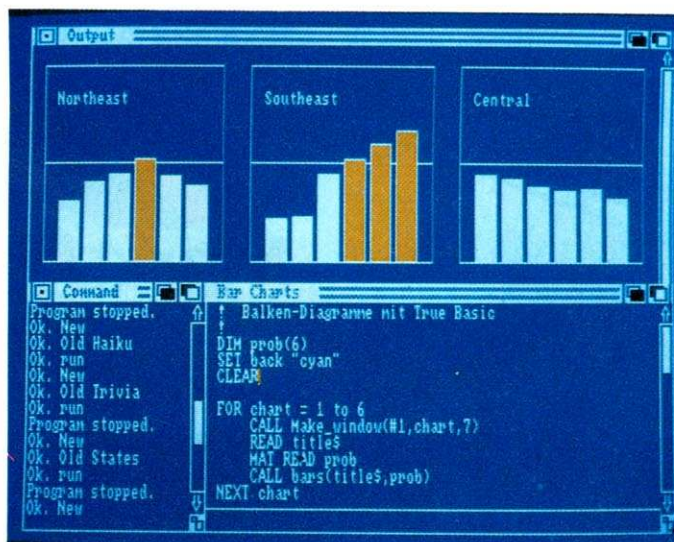 Output
Northeast
Southeast
Central
Command
Program stopped.
Ok. New
Ok. Old Haiku
Ok. run
Ok. New
Ok. Old Trivia
Ok. run
Program stopped.
Ok. New
Ok. Old States
Ok. run
Program stopped.
Ok. New
Bar Charts
! Balken-Diagramme mit True Basic
!
DIM prob(6)
SET back "cyan"
CLEAR
FOR chart = 1 to 6
CALL Make_window(#1,chart,7)
READ title$
MAT READ prob
CALL bars(title$,prob)
NEXT chart